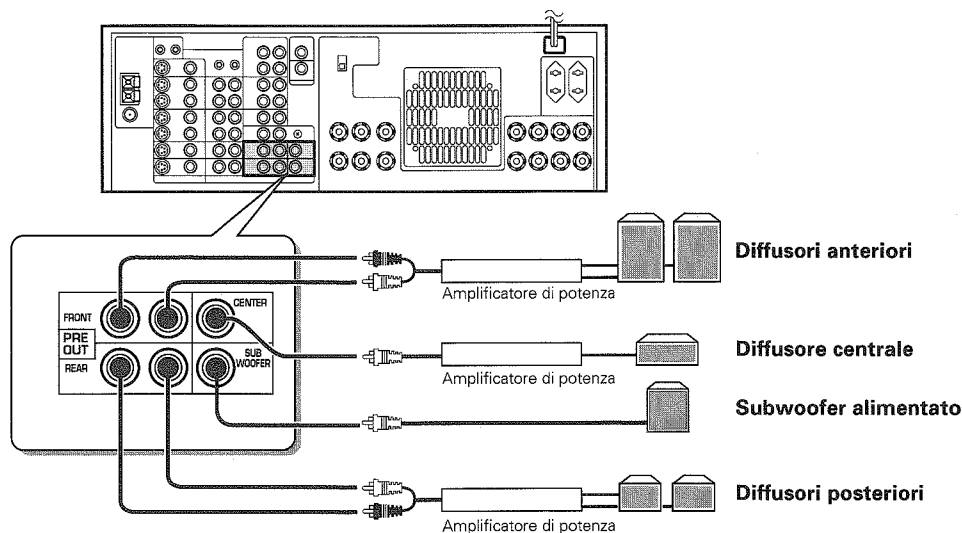 Diffusori anteriori
Amplificatore di potenza
FRONT
CENTER
PRE
OUT
REAR
SUB
WOOFER
Diffusore centrale
Amplificatore di potenza
Subwoofer alimentato
Diffusori posteriori
Amplificatore di potenza